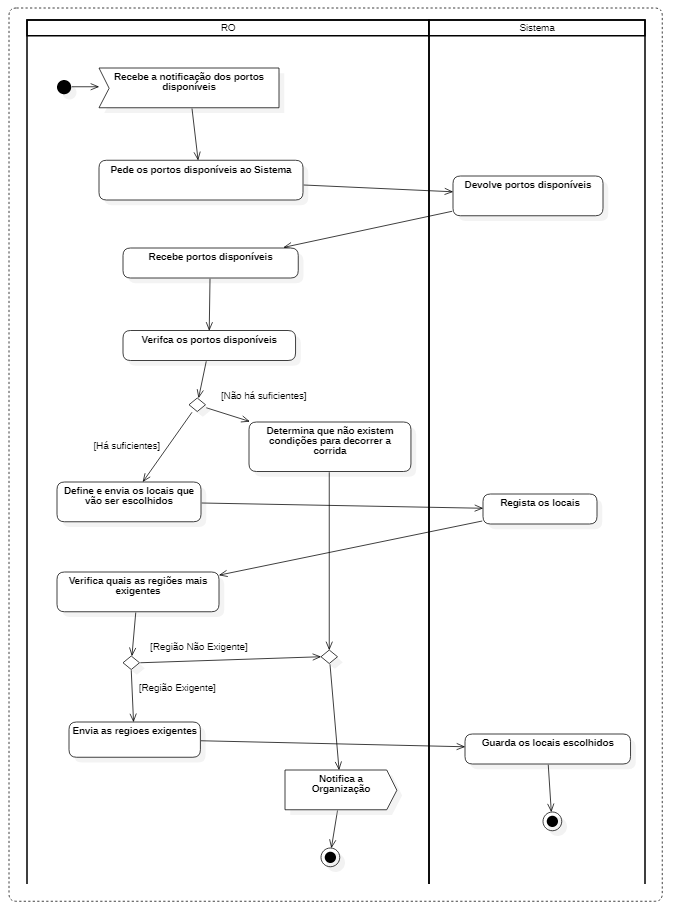 RO
Sistema
Recebe a notificação dos portos
disponíveis
Pede os portos disponíveis ao Sistema
Devolve portos disponíveis
Recebe portos disponíveis
Verifca os portos disponíveis
[Não há suficientes]
[Há suficientes]
Determina que não existem
condições para decorrer a
corrida
Define e envia os locais que
vão ser escolhidos
Regista os locais
Verifica quais as regiões mais
exigentes
[Região Não Exigente]
[Região Exigente]
Envia as regioes exigentes
Guarda os locais escolhidos
Notifica a
Organização